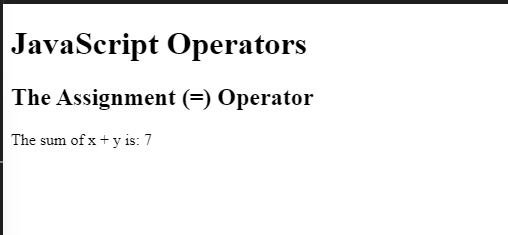 JavaScript Operators
The Assignment (=) Operator
The sum of x + y is: 7